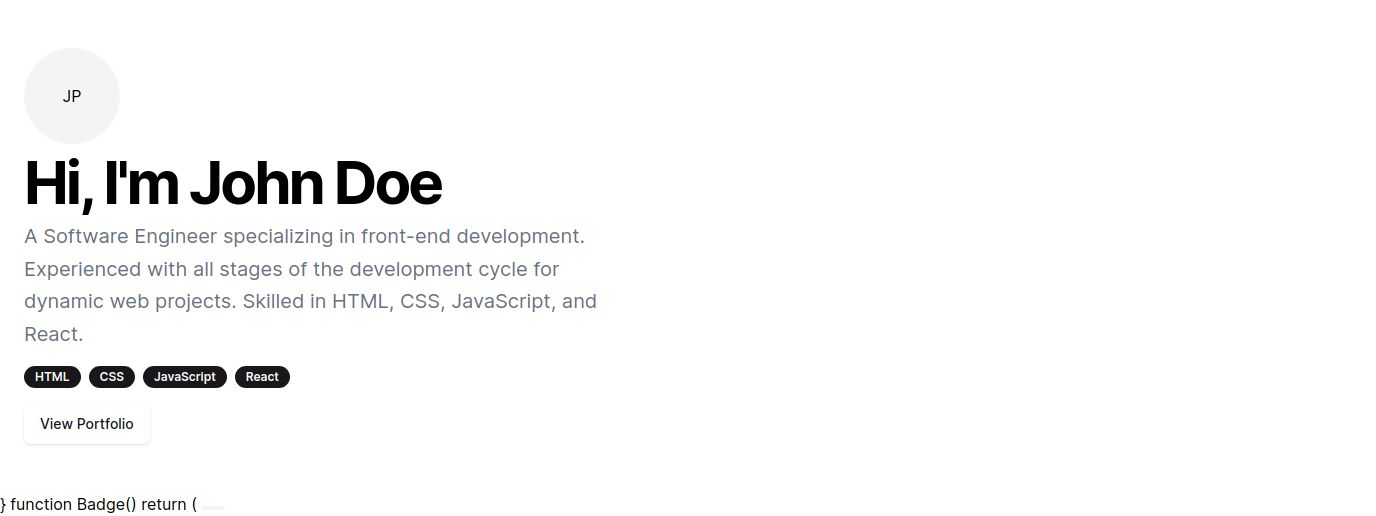 JP
Hi, I'm John Doe
A Software Engineer specializing in front-end development.
Experienced with all stages of the development cycle for
dynamic web projects. Skilled in HTML, CSS, JavaScript, and
React.
HTML CSS JavaScript React
View Portfolio
} function Badge() return (